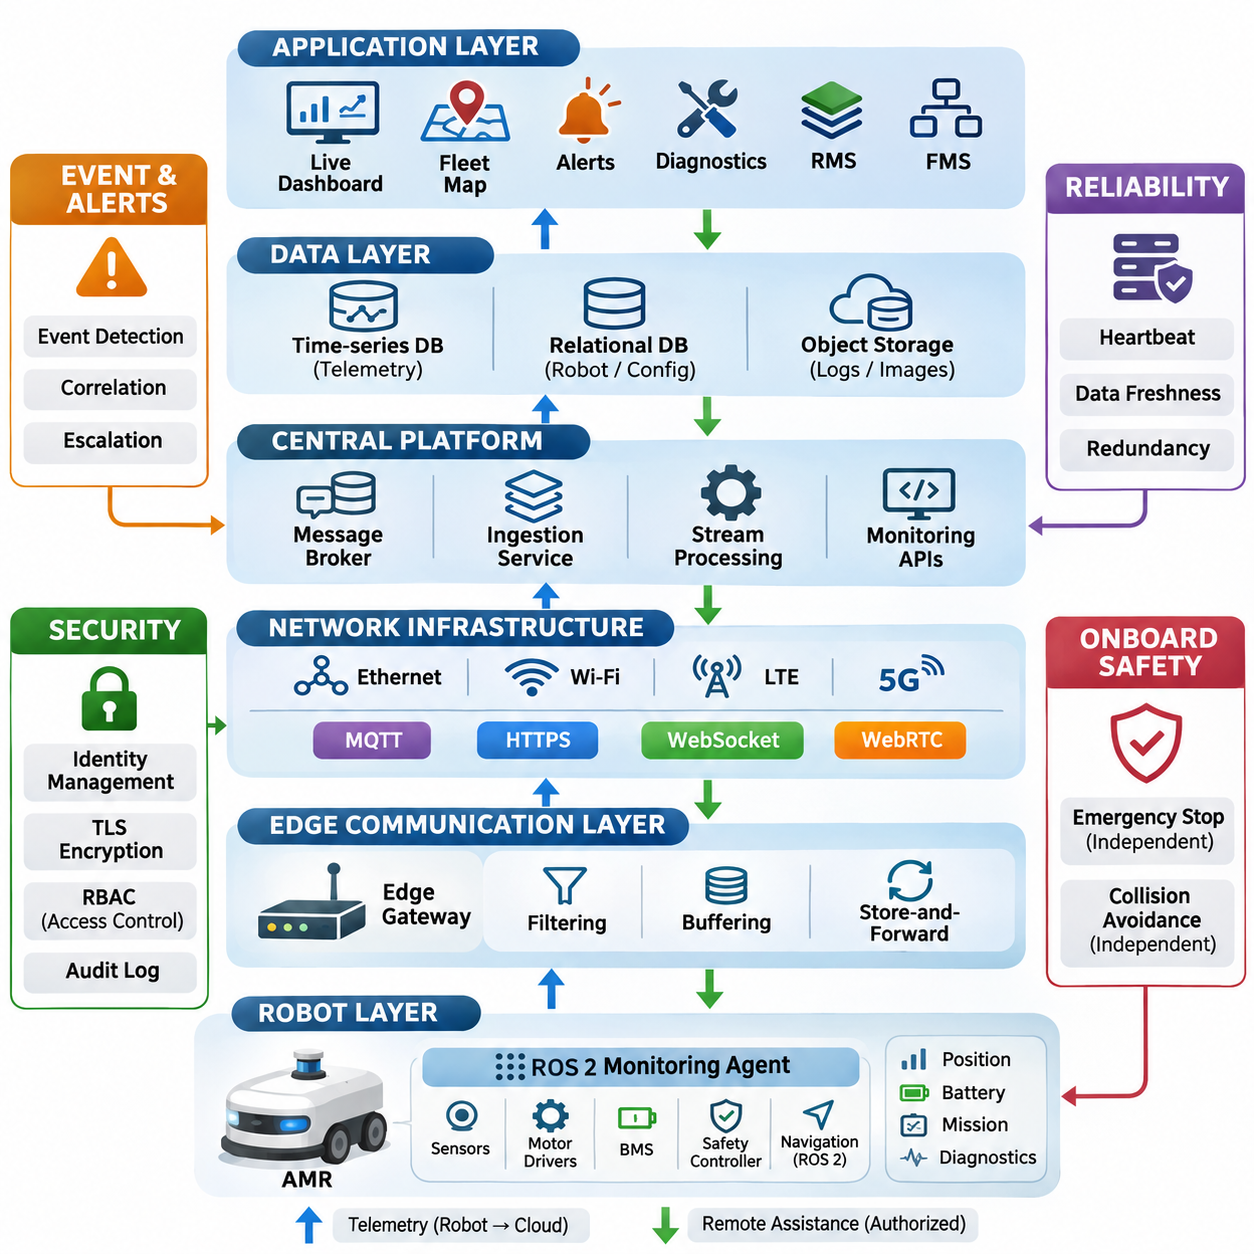 APPLICATION LAYER
Live
Dashboard
Fleet
Map
Alerts
Diagnostics
RMS
FMS
EVENT &
ALERTS
Event Detection
Correlation
Escalation
RELIABILITY
Heartbeat
Data Freshness
Redundancy
DATA LAYER
Time-series DB
(Telemetry)
Relational DB
(Robot / Config)
Object Storage
(Logs / Images)
CENTRAL PLATFORM
Message
Broker
Ingestion
Service
Stream
Processing
</>
Monitoring
APIs
SECURITY
Identity
Management
TLS
Encryption
RBAC
(Access Control)
Audit Log
NETWORK INFRASTRUCTURE
Ethernet
Wi-Fi
LTE
5G
MQTT
HTTPS
WebSocket
WebRTC
ONBOARD
SAFETY
Emergency Stop
(Independent)
Collision
Avoidance
(Independent)
EDGE COMMUNICATION LAYER
Edge
Gateway
Filtering
Buffering
Store-and-
Forward
ROBOT LAYER
AMR
ROS 2 Monitoring Agent
Sensors
Motor
Drivers
BMS
Safety
Controller
Navigation
(ROS 2)
Position
Battery
Mission
Diagnostics
Telemetry (Robot → Cloud)
Remote Assistance (Authorized)